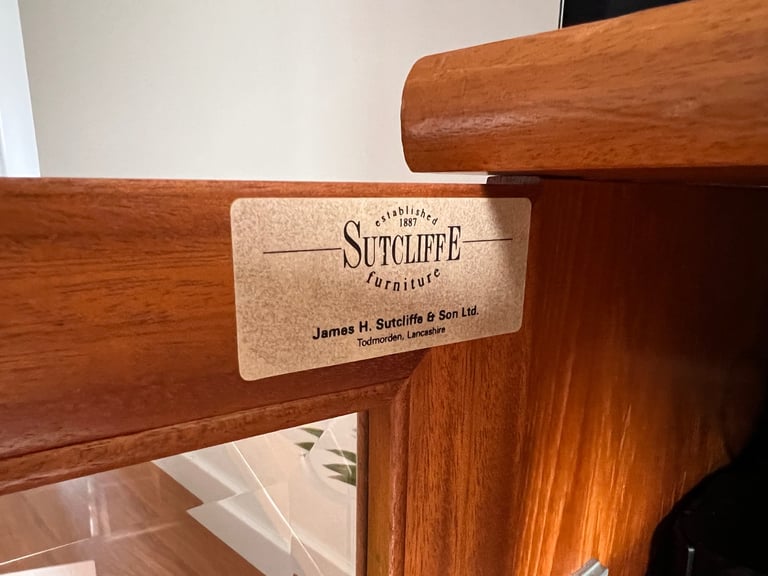 established
1887
SUTCLIFFE
furniture
James H. Sutcliffe & Son Ltd.
Todmorden, Lancashire